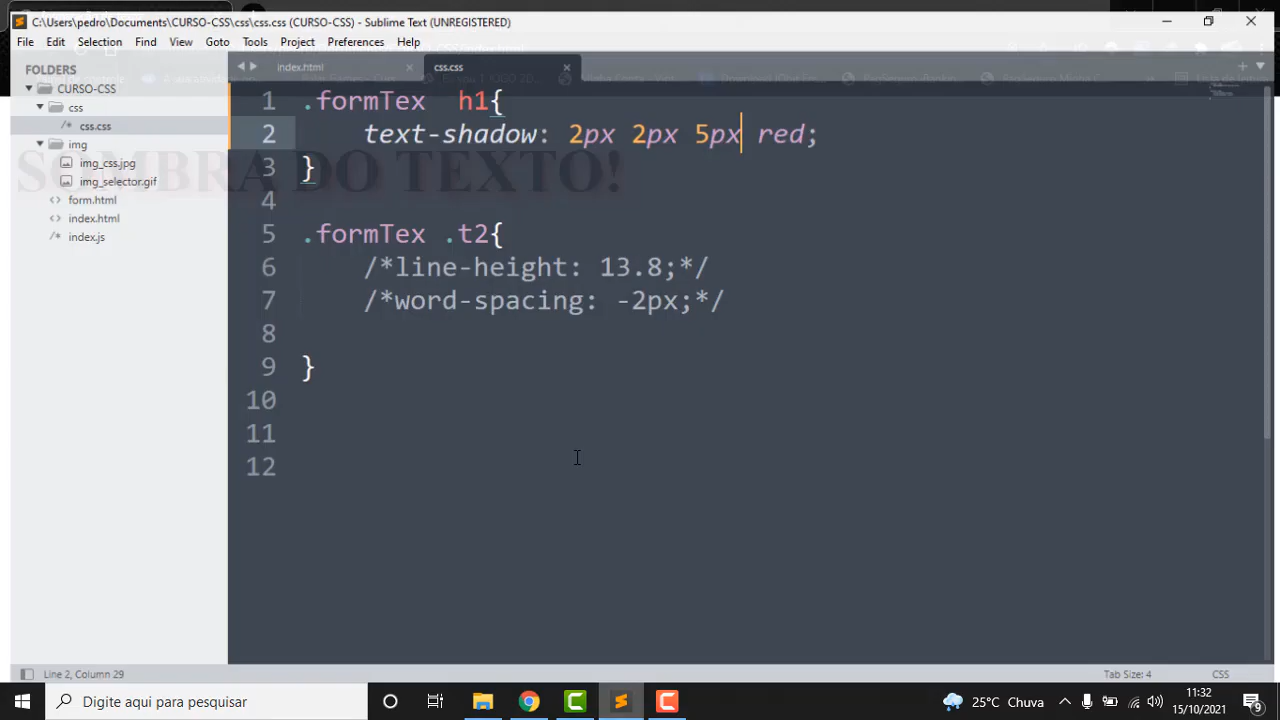 C:\Users\pedro\Documents\CURSO-CSS\css\css.css (CURSO-CSS) - Sublime Text (UNREGISTERED)
File Edit Selection Find View Goto Tools Project Preferences Help
FOLDERS
CURSO-CSS
css
css.css
img
img_css.jpg
img_selector.gif
form.html
index.html
index.js
index.html
css.css
1 .formTex  h1{
2 text-shadow: 2px 2px 5px red;
3 }
4
5 .formTex .t2{
6 /*line-height: 13.8;*/
7 /*word-spacing: -2px;*/
8
9 }
10
11
12
SOMBRA DO TEXTO!
Line 2, Column 29
Tab Size: 4
CSS
Digite aqui para pesquisar
25°C Chuva
11:32
15/10/2021
9